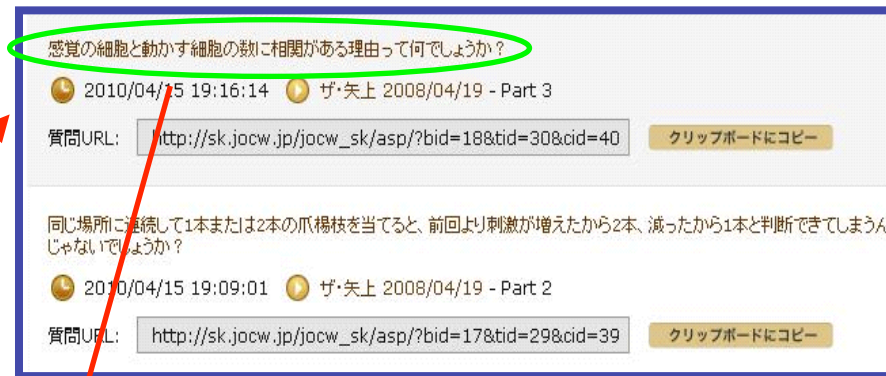 感覚の細胞と動かす細胞の数に相関がある理由って何でしょうか?
2010/04/15 19:16:14 ザ・矢上 2008/04/19 - Part 3
質問URL: http://sk.jocw.jp/jocw_sk/asp/?bid=18&tid=30&cid=40 クリップボードにコピー
同じ場所に連続して1本または2本の爪楊枝を当てると、前回より刺激が増えたから2本、減ったから1本と判断できてしまうん
じゃないでしょうか?
2010/04/15 19:09:01 ザ・矢上 2008/04/19 - Part 2
質問URL: http://sk.jocw.jp/jocw_sk/asp/?bid=17&tid=29&cid=39 クリップボードにコピー